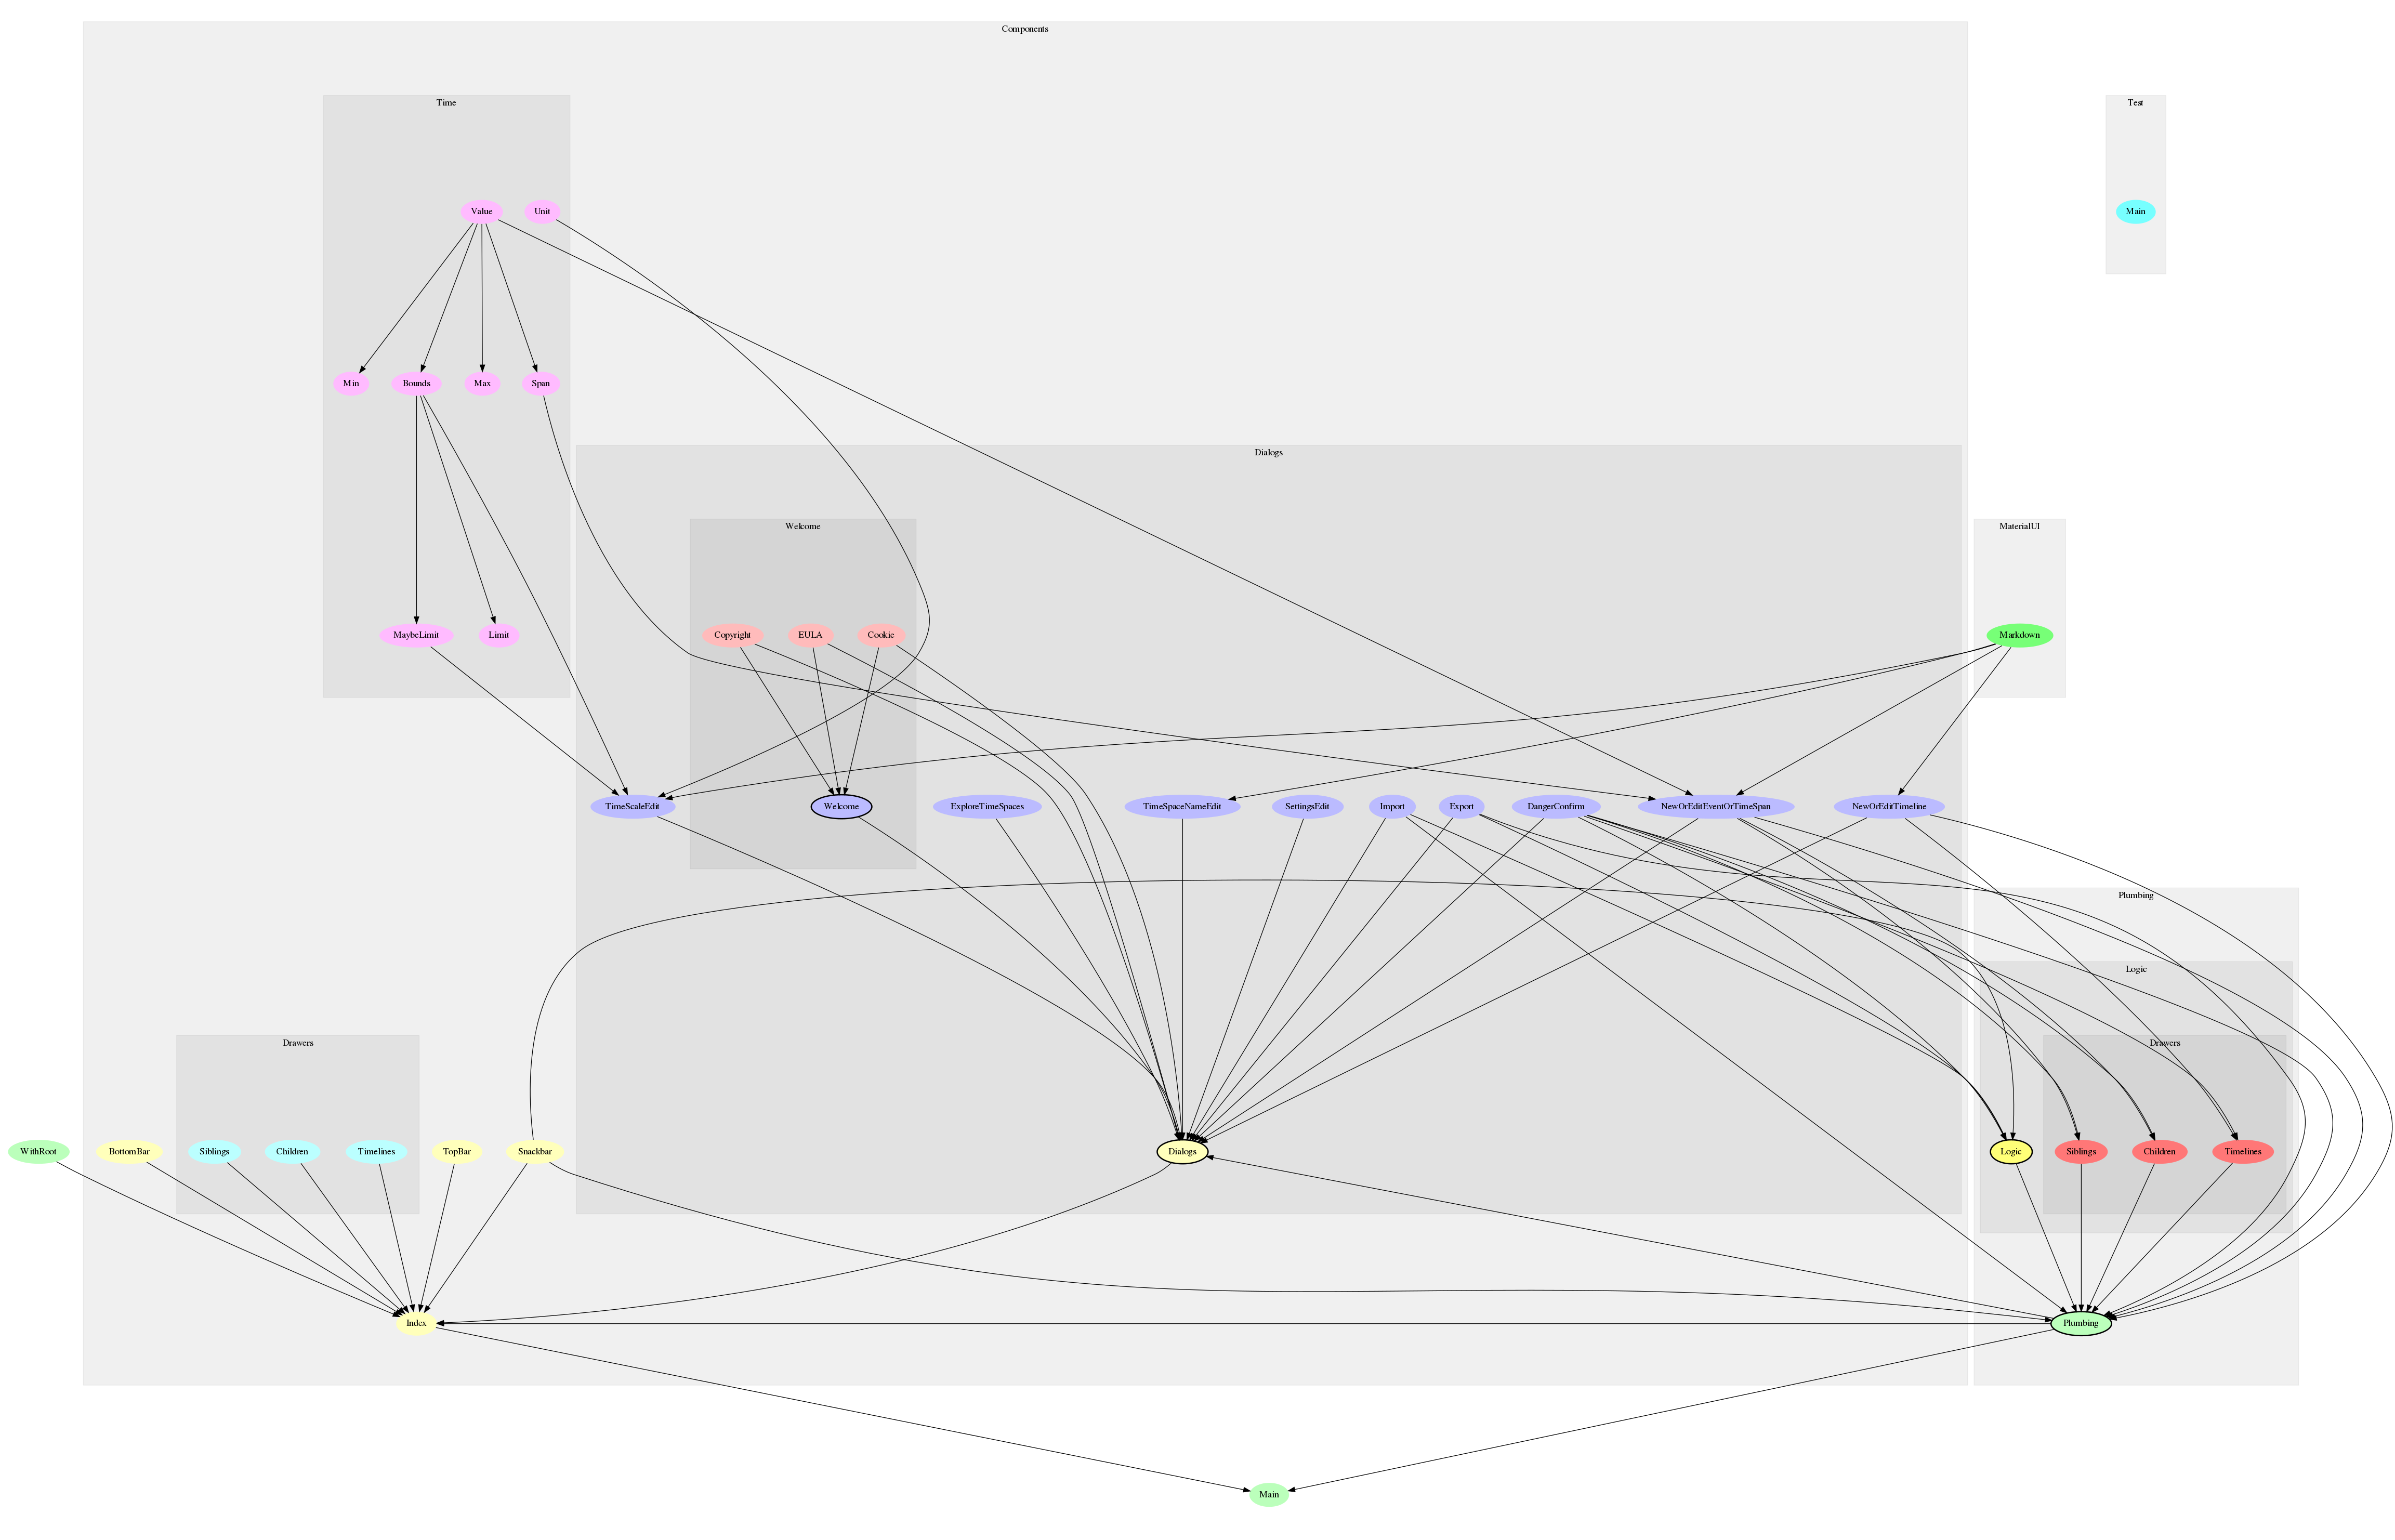 Components
Time
Test
Value
Unit
Main
Min
Bounds
Max
Span
Dialogs
Welcome
MaterialUI
MaybeLimit
Limit
Copyright
EULA
Cookie
Markdown
TimeScaleEdit
Welcome
ExploreTimeSpaces
TimeSpaceNameEdit
SettingsEdit
Import
Export
DangerConfirm
NewOrEditEventOrTimeSpan
NewOrEditTimeline
Plumbing
Logic
Drawers
Drawers
WithRoot
BottomBar
Siblings
Children
Timelines
TopBar
Snackbar
Dialogs
Logic
Siblings
Children
Timelines
Index
Plumbing
Main